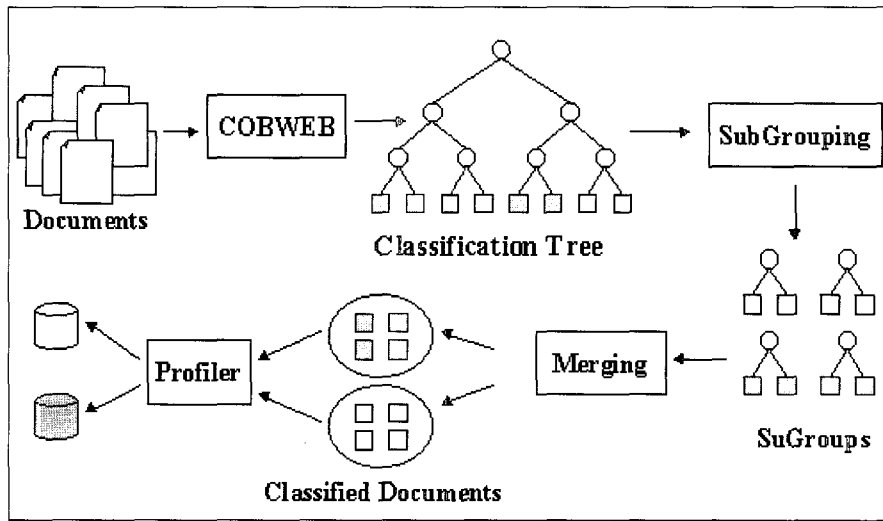 Documents
COBWEB
Classification Tree
SubGrouping
SuGroups
Merging
Classified Documents
Profiler